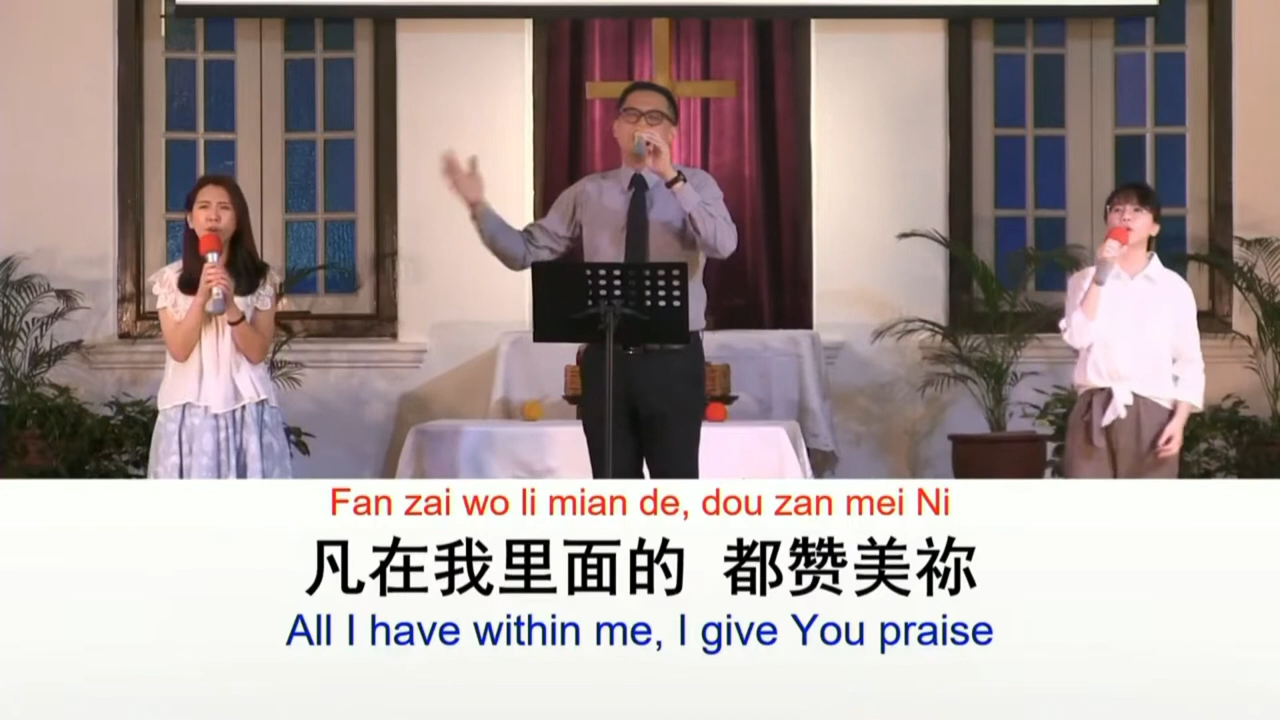 Fan zai wo li mian de, dou zan mei Ni
凡在我里面的 都赞美祢
All I have within me, I give You praise